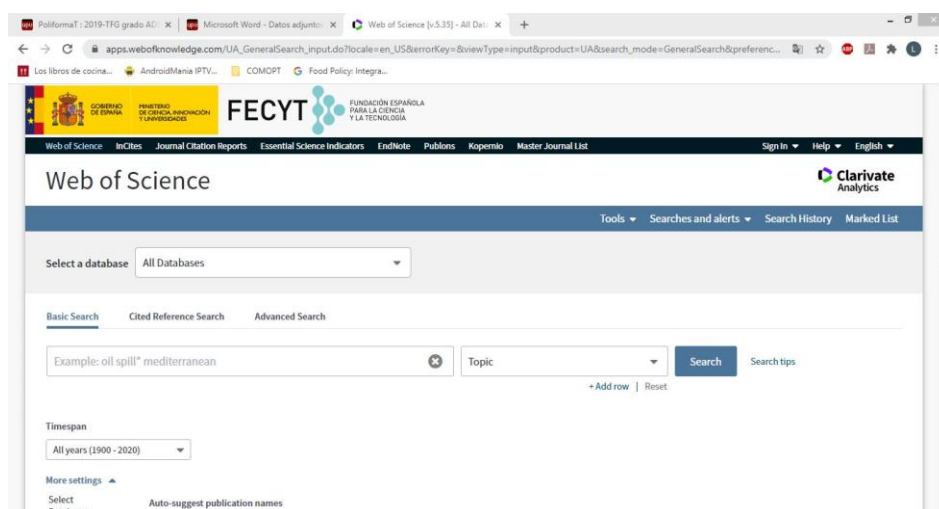 PoliformaT : 2019-TFG grado AD
Microsoft Word - Datos adjunto
Web of Science [v.5.35] - All Dat
apps.webofknowledge.com/UA_GeneralSearch_input.do?locale=en_US&errorKey=&viewType=input&product=UA&search_mode=GeneralSearch&preferenc...
L
Los libros de cocina...
AndroidMania IPTV...
COMOPT
Food Policy: Integra...
GOBIERNO DE ESPAÑA
MINISTERIO DE CIENCIA, INNOVACIÓN Y UNIVERSIDADES
FECYT
FUNDACIÓN ESPAÑOLA PARA LA CIENCIA Y LA TECNOLOGÍA
Web of Science InCites Journal Citation Reports Essential Science Indicators EndNote Publons Kopernio Master Journal List Sign In Help English
Web of Science
Clarivate Analytics
Tools Searches and alerts Search History Marked List
Select a database All Databases
Basic Search Cited Reference Search Advanced Search
Example: oil spill* mediterranean Topic Search Search tips
+ Add row | Reset
Timespan
All years (1900 - 2020)
More settings
Select
Auto-suggest publication names